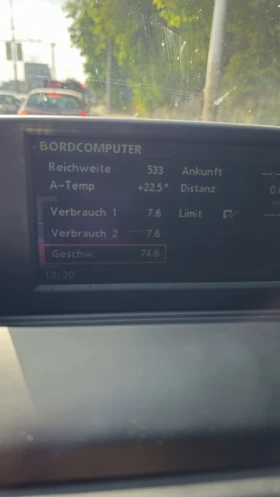 BORDCOMPUTER
Reichweite 533 Ankunft --:--
A-Temp +22.5° Distanz 0.
Verbrauch 1 7.6 Limit
Verbrauch 2 7.6
Geschw. 74.6
10:20